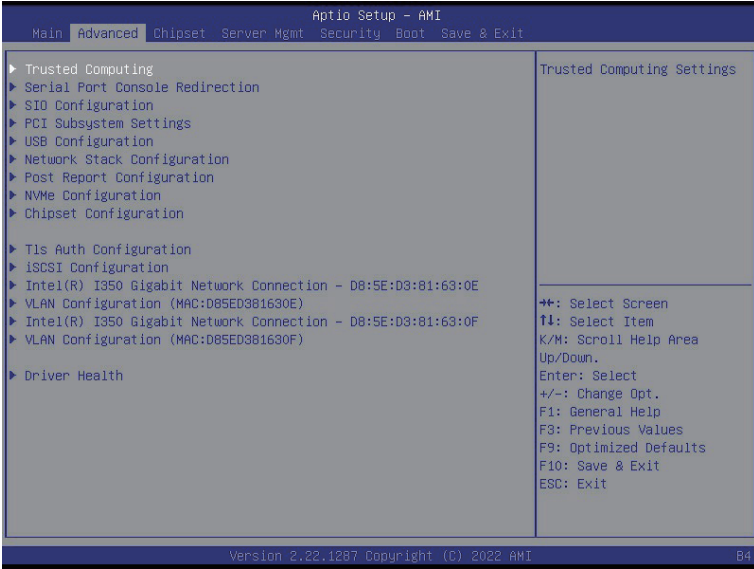 Aptio Setup - AMI
Main Advanced Chipset Server Mgmt Security Boot Save & Exit
Trusted Computing
Serial Port Console Redirection
SIO Configuration
PCI Subsystem Settings
USB Configuration
Network Stack Configuration
Post Report Configuration
NVMe Configuration
Chipset Configuration
Tls Auth Configuration
iSCSI Configuration
Intel(R) I350 Gigabit Network Connection - D8:5E:D3:81:63:0E
VLAN Configuration (MAC:D85ED381630E)
Intel(R) I350 Gigabit Network Connection - D8:5E:D3:81:63:0F
VLAN Configuration (MAC:D85ED381630F)
Driver Health
Trusted Computing Settings
→←: Select Screen
↑↓: Select Item
K/M: Scroll Help Area
Up/Down.
Enter: Select
+/-: Change Opt.
F1: General Help
F3: Previous Values
F9: Optimized Defaults
F10: Save & Exit
ESC: Exit
Version 2.22.1287 Copyright (C) 2022 AMI
B4